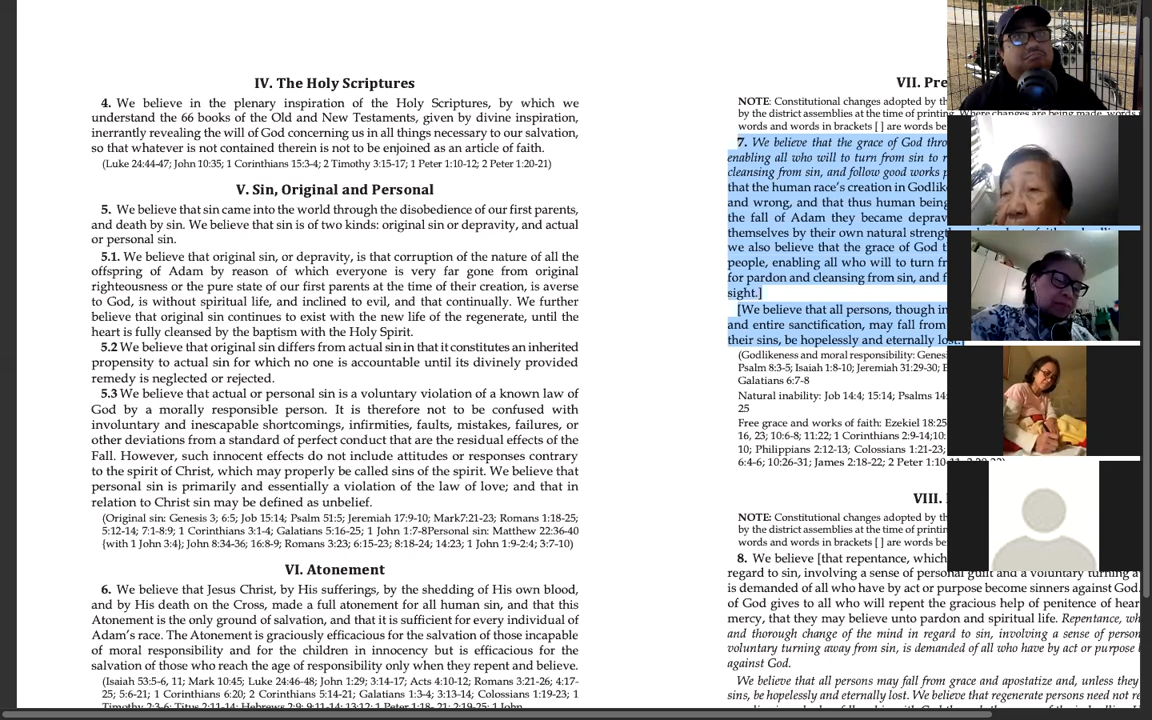 IV. The Holy Scriptures
4. We believe in the plenary inspiration of the Holy Scriptures, by which we
understand the 66 books of the Old and New Testaments, given by divine inspiration,
inerrantly revealing the will of God concerning us in all things necessary to our salvation,
so that whatever is not contained therein is not to be enjoined as an article of faith.
(Luke 24:44-47; John 10:35; 1 Corinthians 15:3-4; 2 Timothy 3:15-17; 1 Peter 1:10-12; 2 Peter 1:20-21)
V. Sin, Original and Personal
5. We believe that sin came into the world through the disobedience of our first parents,
and death by sin. We believe that sin is of two kinds: original sin or depravity, and actual
or personal sin.
5.1. We believe that original sin, or depravity, is that corruption of the nature of all the
offspring of Adam by reason of which everyone is very far gone from original
righteousness or the pure state of our first parents at the time of their creation, is averse
to God, is without spiritual life, and inclined to evil, and that continually. We further
believe that original sin continues to exist with the new life of the regenerate, until the
heart is fully cleansed by the baptism with the Holy Spirit.
5.2 We believe that original sin differs from actual sin in that it constitutes an inherited
propensity to actual sin for which no one is accountable until its divinely provided
remedy is neglected or rejected.
5.3 We believe that actual or personal sin is a voluntary violation of a known law of
God by a morally responsible person. It is therefore not to be confused with
involuntary and inescapable shortcomings, infirmities, faults, mistakes, failures, or
other deviations from a standard of perfect conduct that are the residual effects of the
Fall. However, such innocent effects do not include attitudes or responses contrary
to the spirit of Christ, which may properly be called sins of the spirit. We believe that
personal sin is primarily and essentially a violation of the law of love; and that in
relation to Christ sin may be defined as unbelief.
(Original sin: Genesis 3; 6:5; Job 15:14; Psalm 51:5; Jeremiah 17:9-10; Mark7:21-23; Romans 1:18-25;
5:12-14; 7:1-8:9; 1 Corinthians 3:1-4; Galatians 5:16-25; 1 John 1:7-8Personal sin: Matthew 22:36-40
{with 1 John 3:4}; John 8:34-36; 16:8-9; Romans 3:23; 6:15-23; 8:18-24; 14:23; 1 John 1:9-2:4; 3:7-10)
VI. Atonement
6. We believe that Jesus Christ, by His sufferings, by the shedding of His own blood,
and by His death on the Cross, made a full atonement for all human sin, and that this
Atonement is the only ground of salvation, and that it is sufficient for every individual of
Adam's race. The Atonement is graciously efficacious for the salvation of those incapable
of moral responsibility and for the children in innocency but is efficacious for the
salvation of those who reach the age of responsibility only when they repent and believe.
(Isaiah 53:5-6, 11; Mark 10:45; Luke 24:46-48; John 1:29; 3:14-17; Acts 4:10-12; Romans 3:21-26; 4:17-
25; 5:6-21; 1 Corinthians 6:20; 2 Corinthians 5:14-21; Galatians 1:3-4; 3:13-14; Colossians 1:19-23; 1
Timothy 2:3-6; Titus 2:11-14; Hebrews 2:9; 9:11-14; 13:12; 1 Peter 1:18-21; 2:19-25; 1 John
VII. Pre
NOTE: Constitutional changes adopted by th
by the district assemblies at the time of printing. Where changes are being made, words
words and words in brackets [ ] are words be
7. We believe that the grace of God thro
enabling all who will to turn from sin to r
cleansing from sin, and follow good works p
that the human race's creation in Godlik
and wrong, and that thus human being
the fall of Adam they became deprav
themselves by their own natural strengt
we also believe that the grace of God t
people, enabling all who will to turn fr
for pardon and cleansing from sin, and f
sight.]
[We believe that all persons, though in
and entire sanctification, may fall from
their sins, be hopelessly and eternally lost.]
(Godlikeness and moral responsibility: Genes
Psalm 8:3-5; Isaiah 1:8-10; Jeremiah 31:29-30; E
Galatians 6:7-8
Natural inability: Job 14:4; 15:14; Psalms 14:
25
Free grace and works of faith: Ezekiel 18:25
16, 23; 10:6-8; 11:22; 1 Corinthians 2:9-14;10:
10; Philippians 2:12-13; Colossians 1:21-23;
6:4-6; 10:26-31; James 2:18-22; 2 Peter 1:10-11; 2:20-22)
VIII.
NOTE: Constitutional changes adopted by th
by the district assemblies at the time of printing
words and words in brackets [ ] are words be
8. We believe [that repentance, which
regard to sin, involving a sense of personal guilt and a voluntary turning a
is demanded of all who have by act or purpose become sinners against God.
of God gives to all who will repent the gracious help of penitence of hear
mercy, that they may believe unto pardon and spiritual life. Repentance, wh
and thorough change of the mind in regard to sin, involving a sense of person
voluntary turning away from sin, is demanded of all who have by act or purpose
against God.
We believe that all persons may fall from grace and apostatize and, unless they
sins, be hopelessly and eternally lost. We believe that regenerate persons need not re